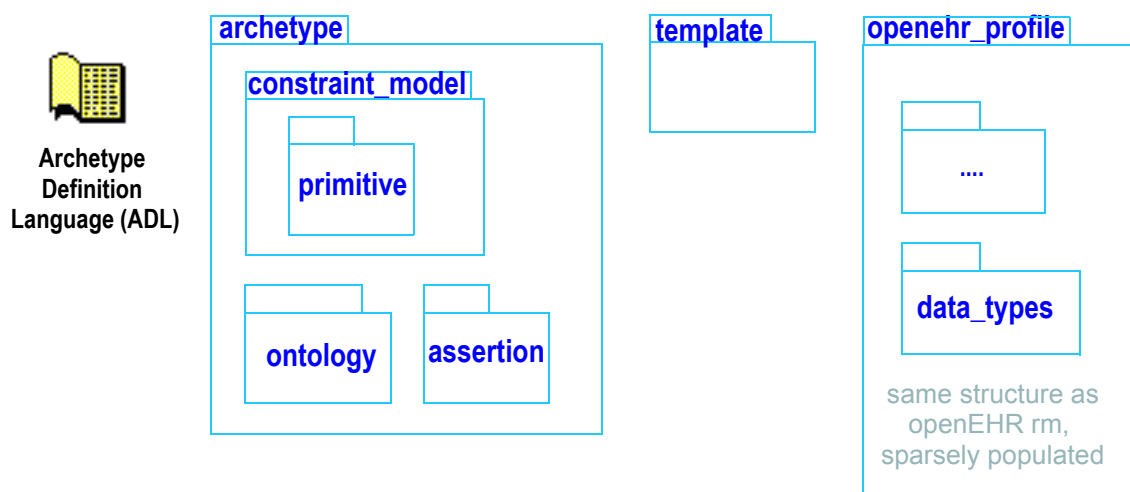 archetype
template
openehr_profile
constraint_model
primitive
....
Archetype
Definition
Language (ADL)
data_types
ontology
assertion
same structure as
openEHR rm,
sparsely populated